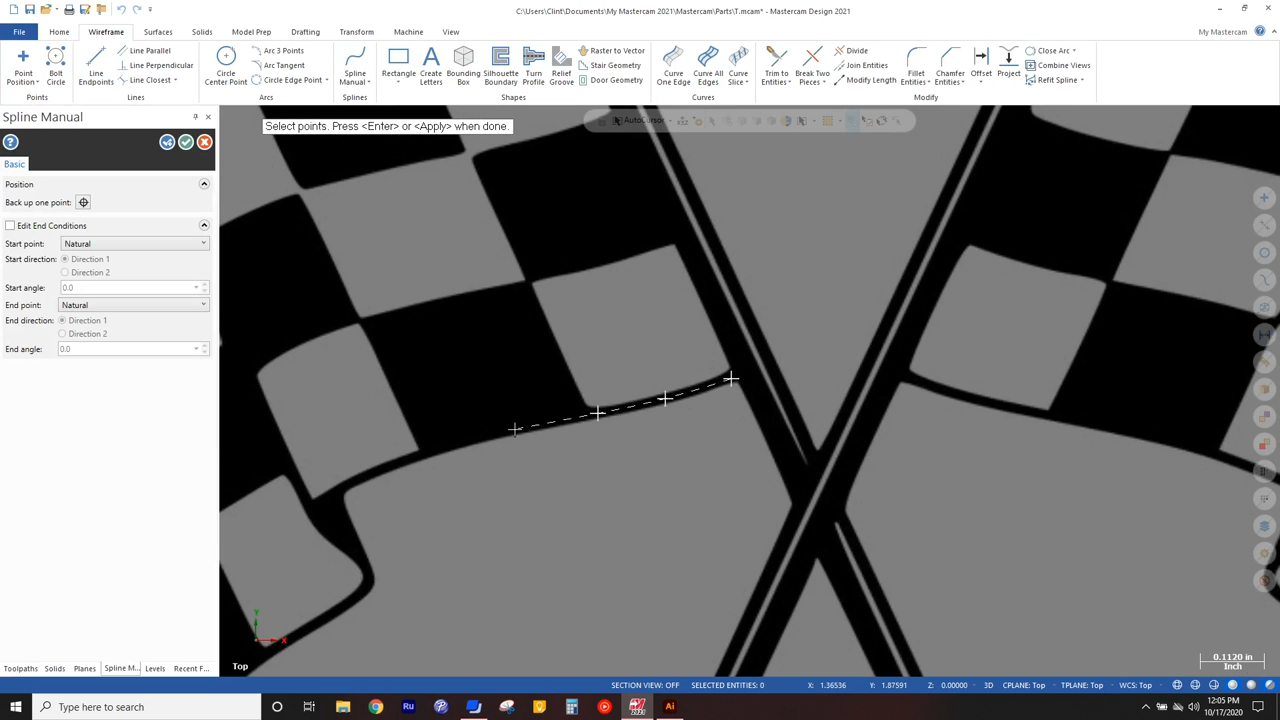 C:\Users\Clint\Documents\My Mastercam 2021\Mastercam\Parts\T.mcam* - Mastercam Design 2021
File Home Wireframe Surfaces Solids Model Prep Drafting Transform Machine View My Mastercam
Point Position
Bolt Circle
Points
Line Endpoints
Line Parallel
Line Perpendicular
Line Closest
Lines
Circle Center Point
Arc 3 Points
Arc Tangent
Circle Edge Point
Arcs
Spline Manual
Splines
Rectangle
Create Letters
Bounding Box
Silhouette Boundary
Turn Profile
Relief Groove
Raster to Vector
Stair Geometry
Door Geometry
Shapes
Curve One Edge
Curve All Edges
Curve Slice
Curves
Trim to Entities
Break Two Pieces
Divide
Join Entities
Modify Length
Fillet Entities
Chamfer Entities
Offset
Project
Close Arc
Combine Views
Refit Spline
Modify
Spline Manual
Select points. Press <Enter> or <Apply> when done.
AutoCursor
Basic
Position
Back up one point:
Edit End Conditions
Start point: Natural
Start direction: Direction 1
Direction 2
Start angle: 0.0
End point: Natural
End direction: Direction 1
Direction 2
End angle: 0.0
Y
X
Top
0.1120 in
Inch
Toolpaths Solids Planes Spline M... Levels Recent F...
SECTION VIEW: OFF SELECTED ENTITIES: 0 X: 1.36536 Y: 1.87591 Z: 0.00000 3D CPLANE: Top TPLANE: Top WCS: Top
Type here to search
Ru
Ai
12:05 PM
10/17/2020